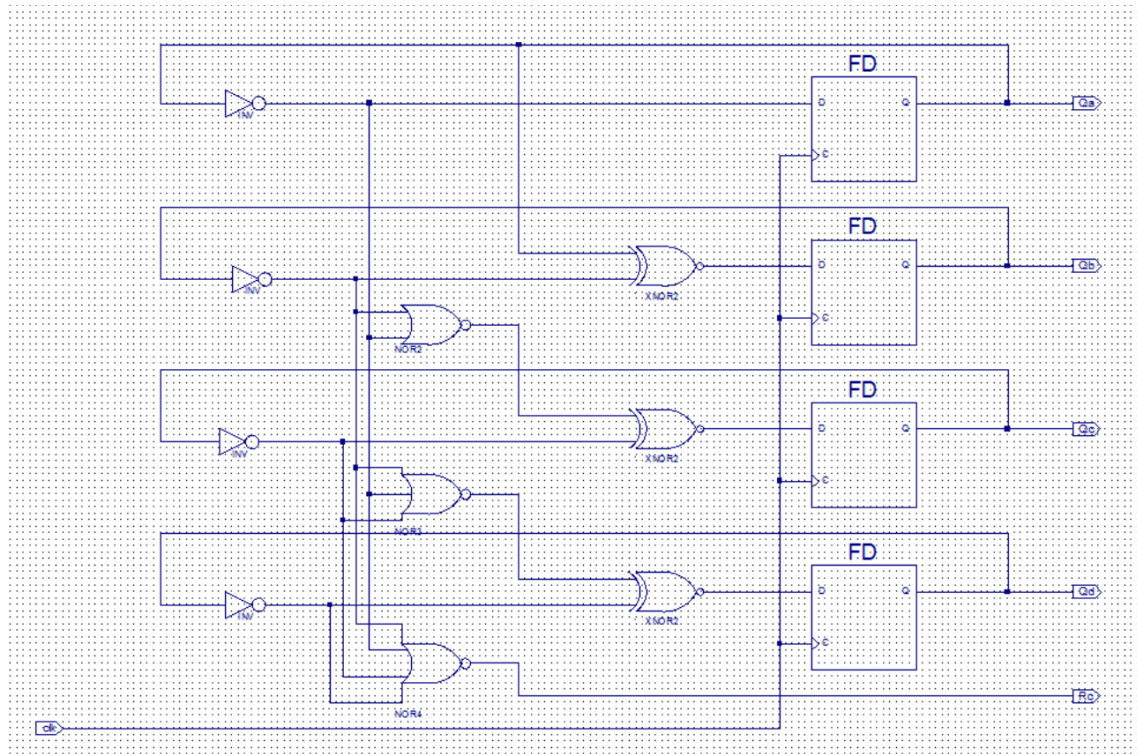 FD
D
Q
Qa
INV
C
FD
D
Q
Qb
INV
XNOR2
C
NOR2
FD
D
Q
Qc
INV
XNOR2
C
NOR3
FD
D
Q
Qd
INV
XNOR2
C
Rc
NOR4
clk